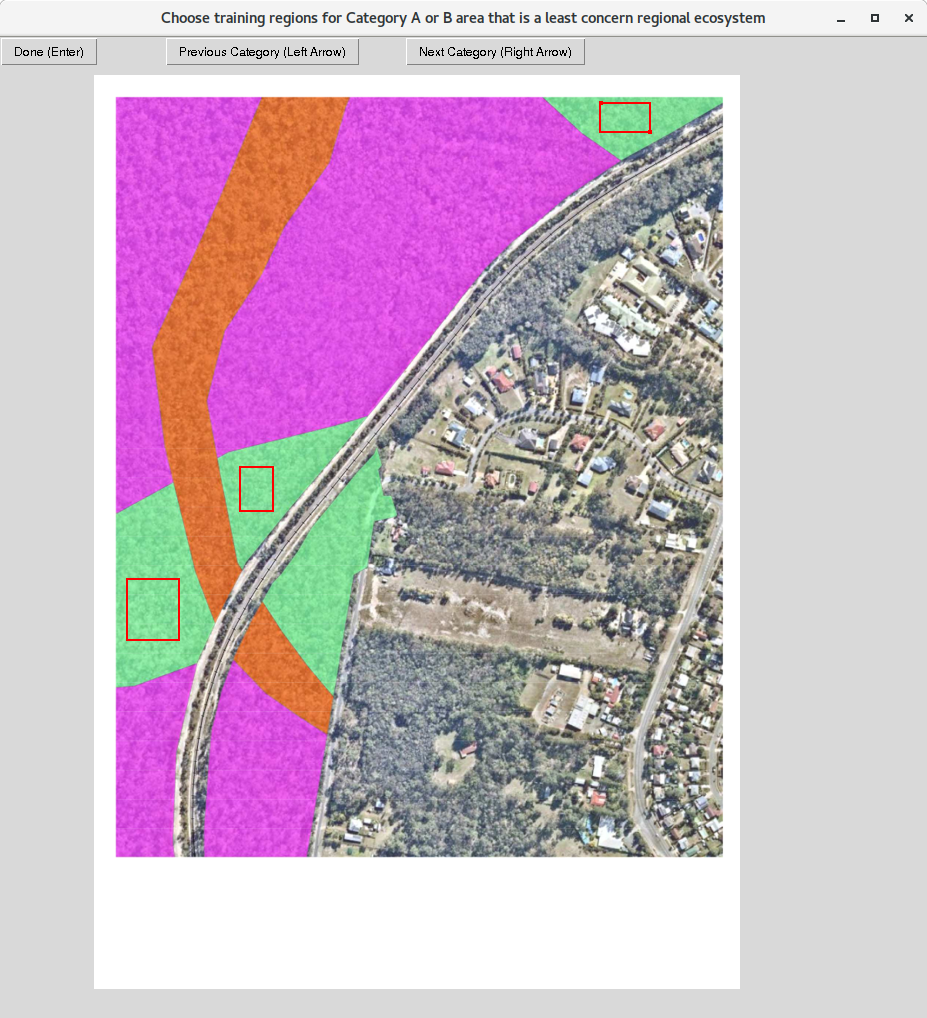 Choose training regions for Category A or B area that is a least concern regional ecosystem
Done (Enter)
Previous Category (Left Arrow)
Next Category (Right Arrow)